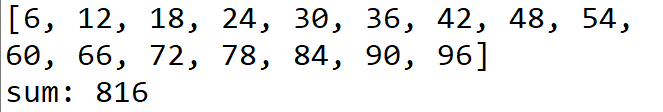 [6, 12, 18, 24, 30, 36, 42, 48, 54,
60, 66, 72, 78, 84, 90, 96]
sum: 816